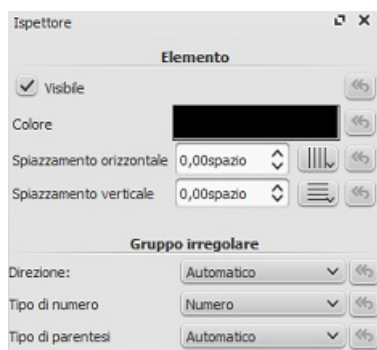 Ispettore
Elemento
Visibile
Colore
Spiazzamento orizzontale 0,00spazio
Spiazzamento verticale 0,00spazio
Gruppo irregolare
Direzione: Automatico
Tipo di numero Numero
Tipo di parentesi Automatico